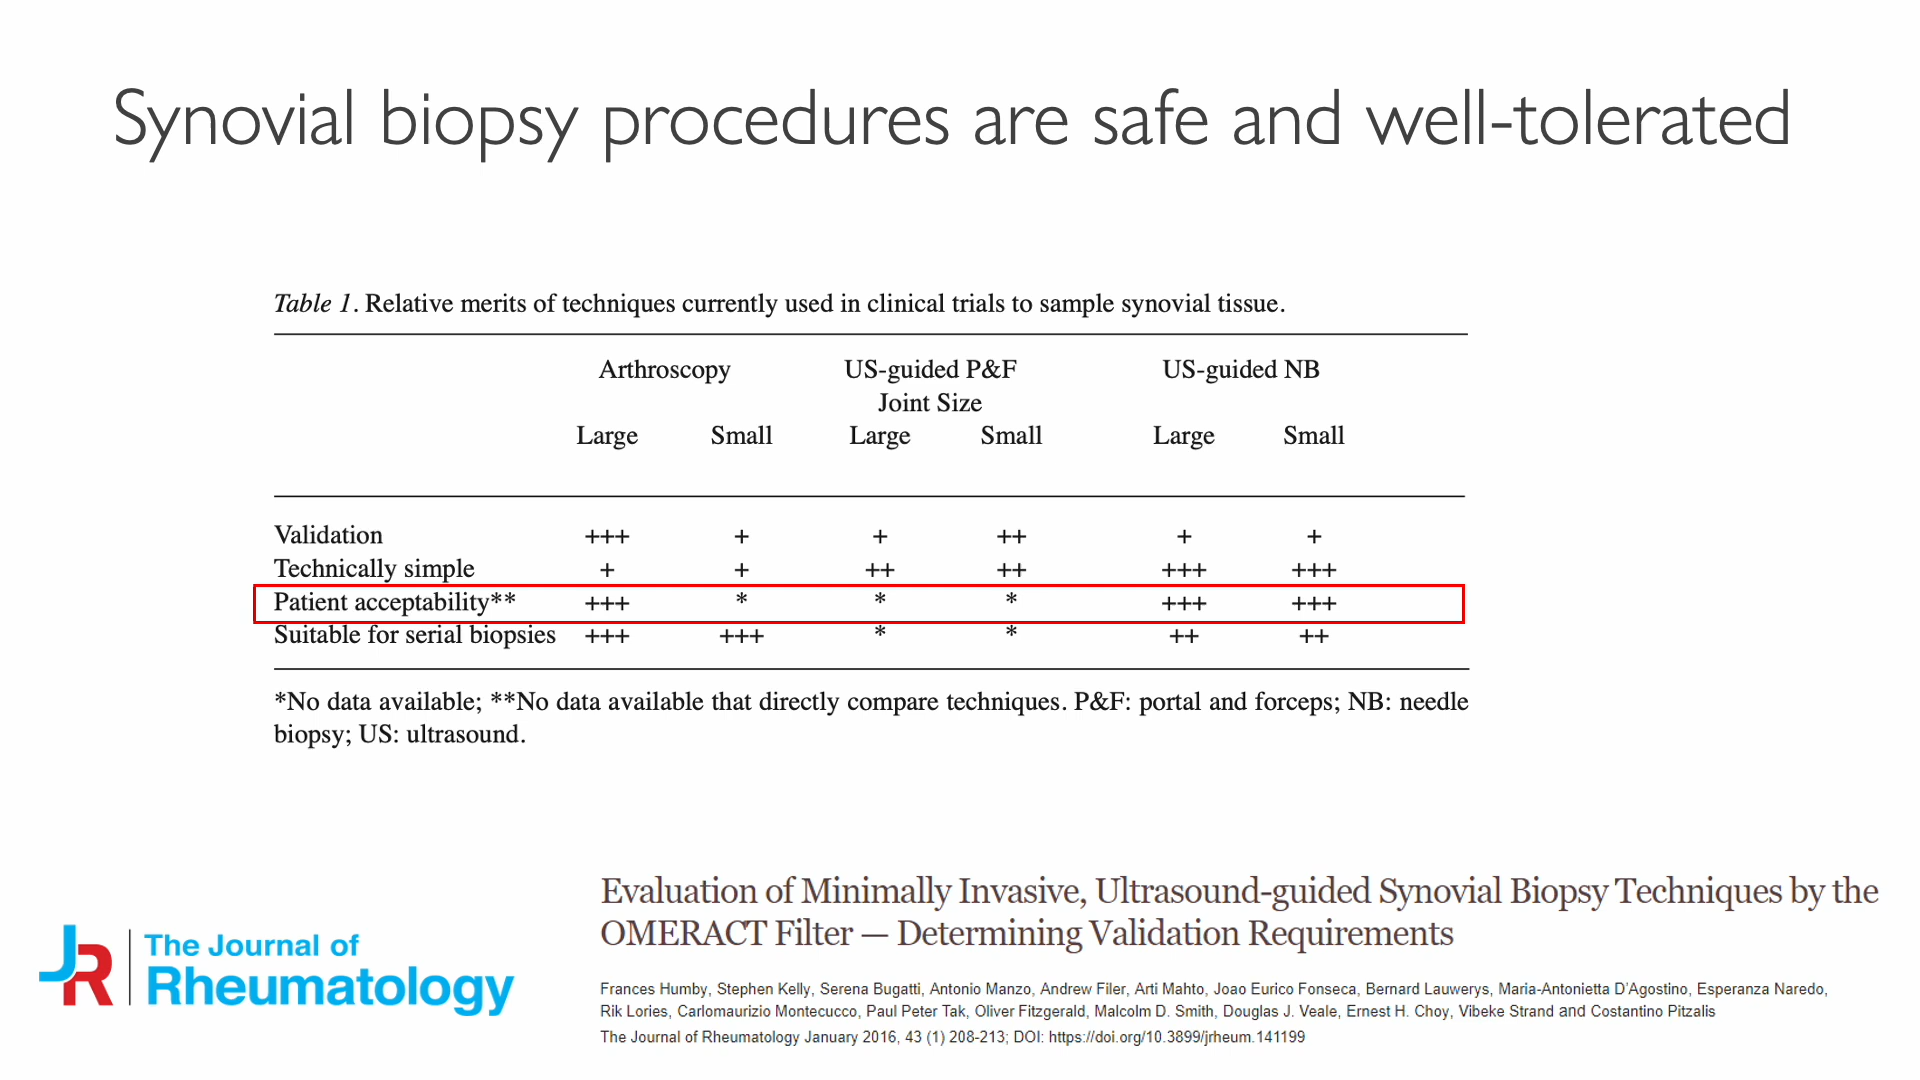 Synovial biopsy procedures are safe and well-tolerated
Table 1. Relative merits of techniques currently used in clinical trials to sample synovial tissue.
Arthroscopy US-guided P&F US-guided NB
Joint Size
Large Small Large Small Large Small
Validation +++ + + ++ + +
Technically simple + + ++ ++ +++ +++
Patient acceptability** +++ * * * +++ +++
Suitable for serial biopsies +++ +++ * * ++ ++
*No data available; **No data available that directly compare techniques. P&F: portal and forceps; NB: needle
biopsy; US: ultrasound.
JR
The Journal of
Rheumatology
Evaluation of Minimally Invasive, Ultrasound-guided Synovial Biopsy Techniques by the
OMERACT Filter — Determining Validation Requirements
Frances Humby, Stephen Kelly, Serena Bugatti, Antonio Manzo, Andrew Filer, Arti Mahto, Joao Eurico Fonseca, Bernard Lauwerys, Maria-Antonietta D'Agostino, Esperanza Naredo,
Rik Lories, Carlomaurizio Montecucco, Paul Peter Tak, Oliver Fitzgerald, Malcolm D. Smith, Douglas J. Veale, Ernest H. Choy, Vibeke Strand and Costantino Pitzalis
The Journal of Rheumatology January 2016, 43 (1) 208-213; DOI: https://doi.org/10.3899/jrheum.141199